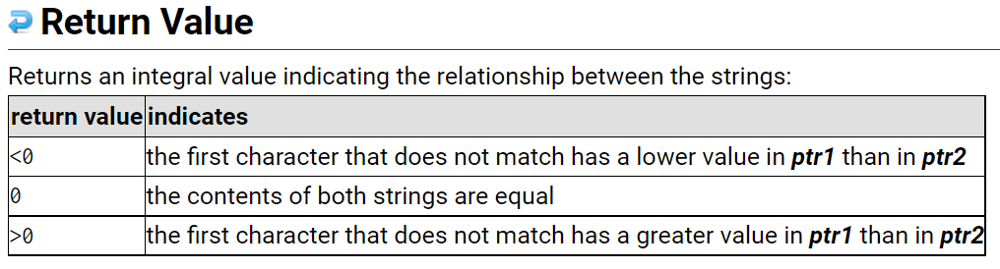 Return Value
Returns an integral value indicating the relationship between the strings:
return value indicates
<0 the first character that does not match has a lower value in ptr1 than in ptr2
0 the contents of both strings are equal
>0 the first character that does not match has a greater value in ptr1 than in ptr2